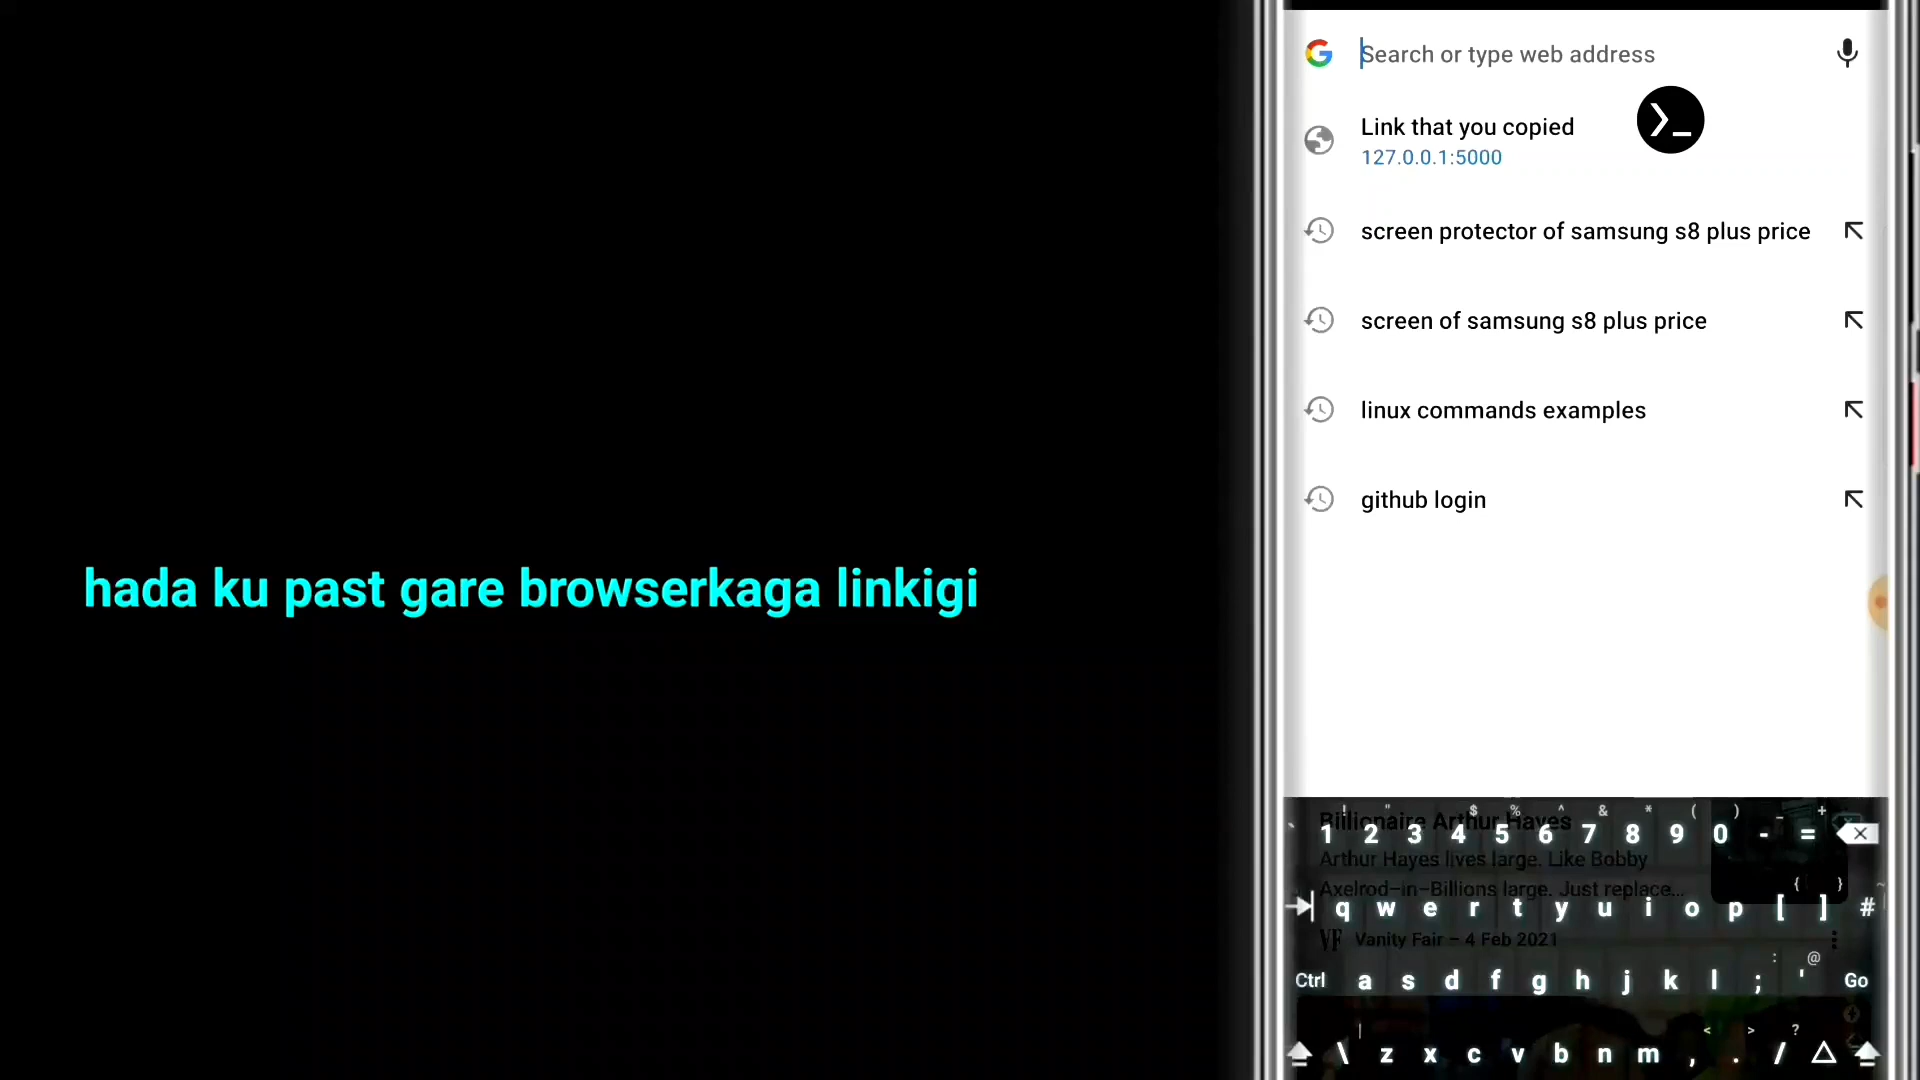 hada ku past gare browserkaga linkigi
Search or type web address
Link that you copied
127.0.0.1:5000
screen protector of samsung s8 plus price
screen of samsung s8 plus price
linux commands examples
github login
Billionaire Arthur Hayes
Arthur Hayes lives large. Like Bobby
Axelrod-in-Billions large. Just replace...
VF Vanity Fair – 4 Feb 2021
! " $ % ^ & * ( ) _ +
` 1 2 3 4 5 6 7 8 9 0 - =
{ } ~
q w e r t y u i o p [ ] #
: @
Ctrl a s d f g h j k l ; ' Go
| < > ?
\ z x c v b n m , . /